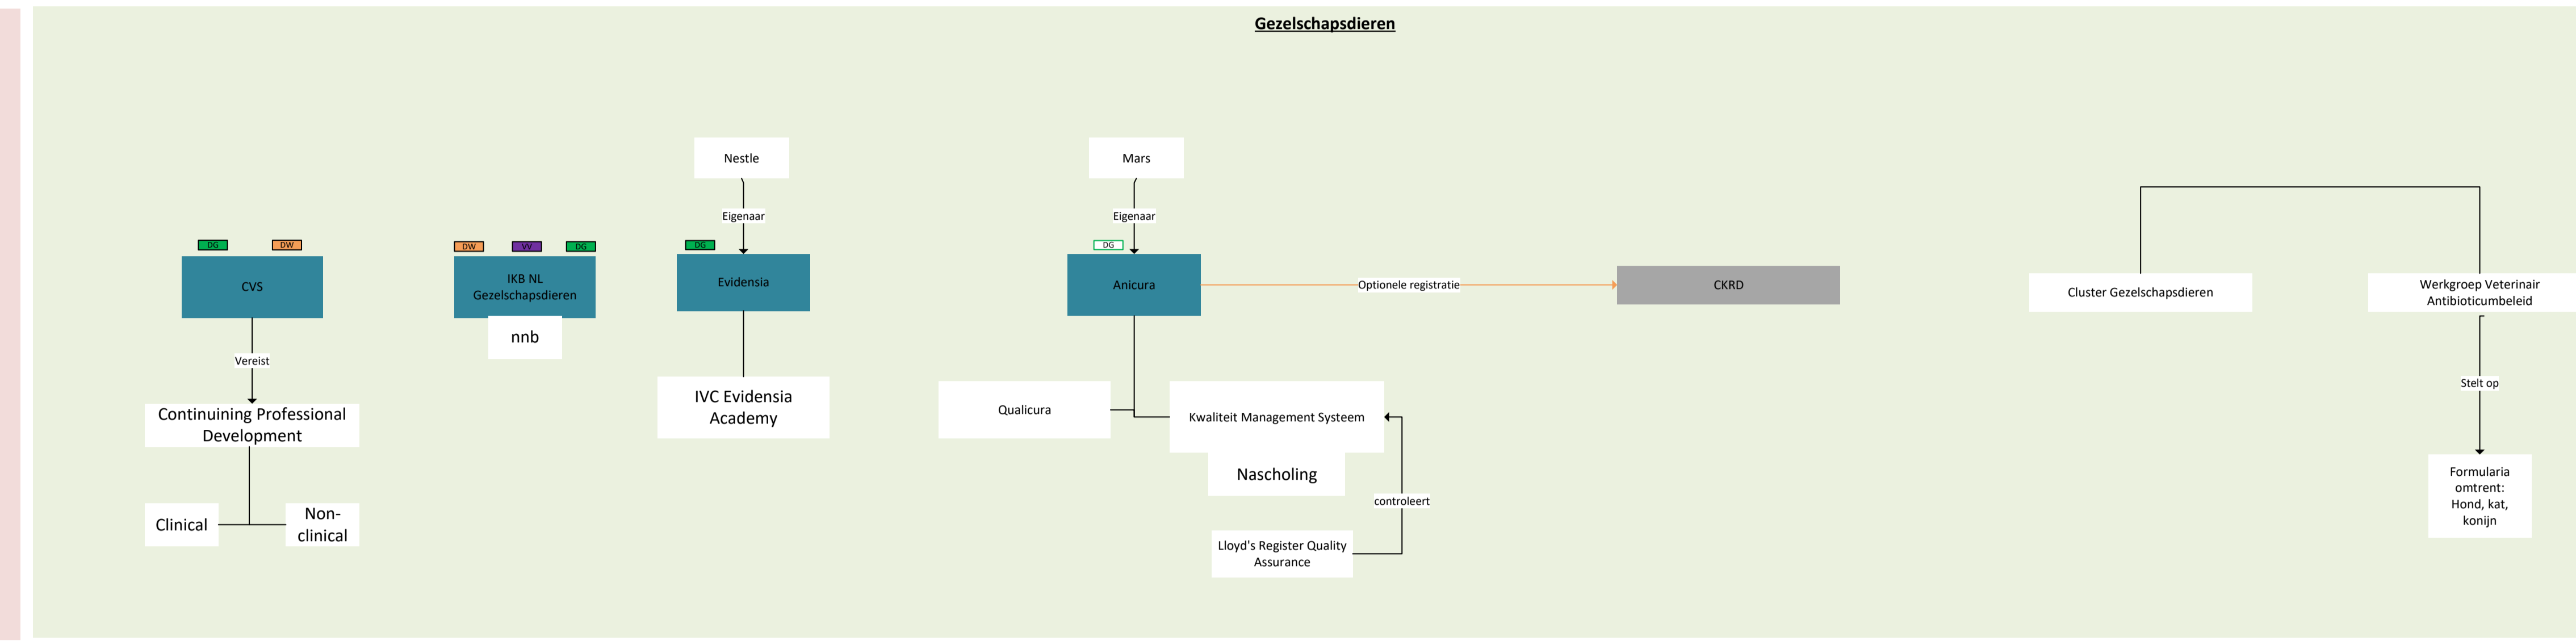 Gezelschapsdieren
Nestle
Mars
Eigenaar
Eigenaar
DG
DW
DW
VV
DG
DG
DG
CVS
IKB NL
Gezelschapsdieren
nnb
Evidensia
Anicura
Optionele registratie
CKRD
Cluster Gezelschapsdieren
Werkgroep Veterinair
Antibioticumbeleid
Vereist
Continuining Professional
Development
IVC Evidensia
Academy
Qualicura
Kwaliteit Management Systeem
Stelt op
Nascholing
controleert
Clinical
Non-
clinical
Lloyd's Register Quality
Assurance
Formularia
omtrent:
Hond, kat,
konijn